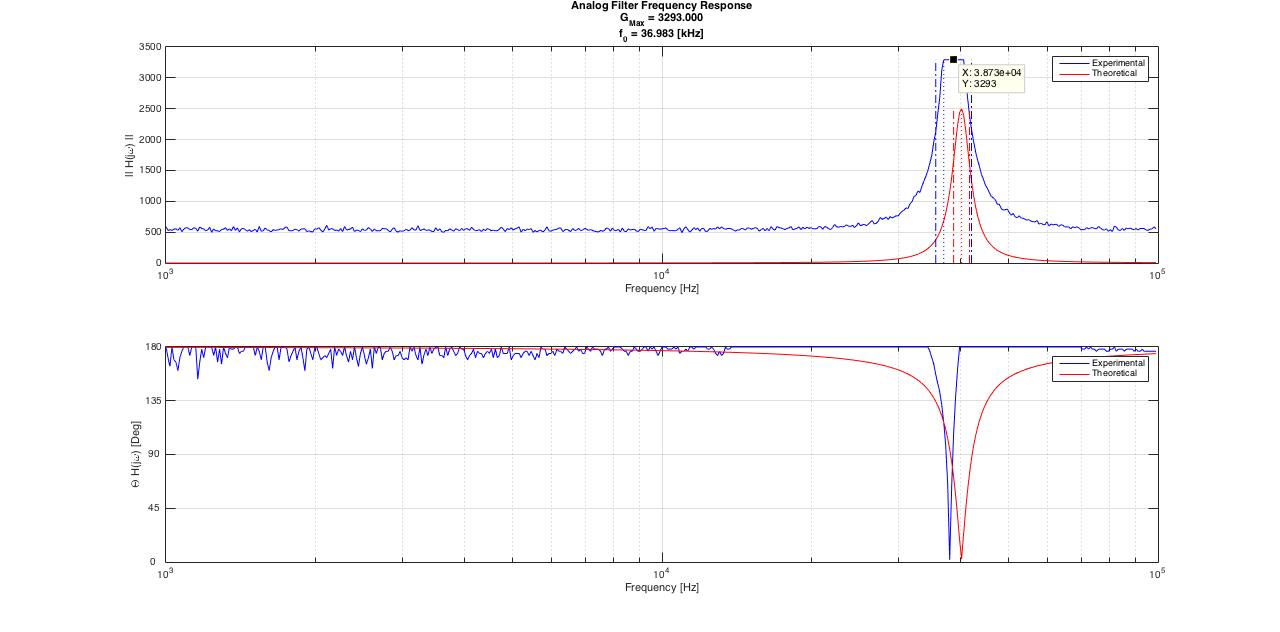 Analog Filter Frequency Response
G_Max = 3293.000
f_0 = 36.983 [kHz]
|| H(jω) ||
3500
3000
2500
2000
1500
1000
500
0
X: 3.873e+04
Y: 3293
Experimental
Theoretical
10^3
10^4
10^5
Frequency [Hz]
Θ H(jω) [Deg]
180
135
90
45
0
Experimental
Theoretical
10^3
10^4
10^5
Frequency [Hz]